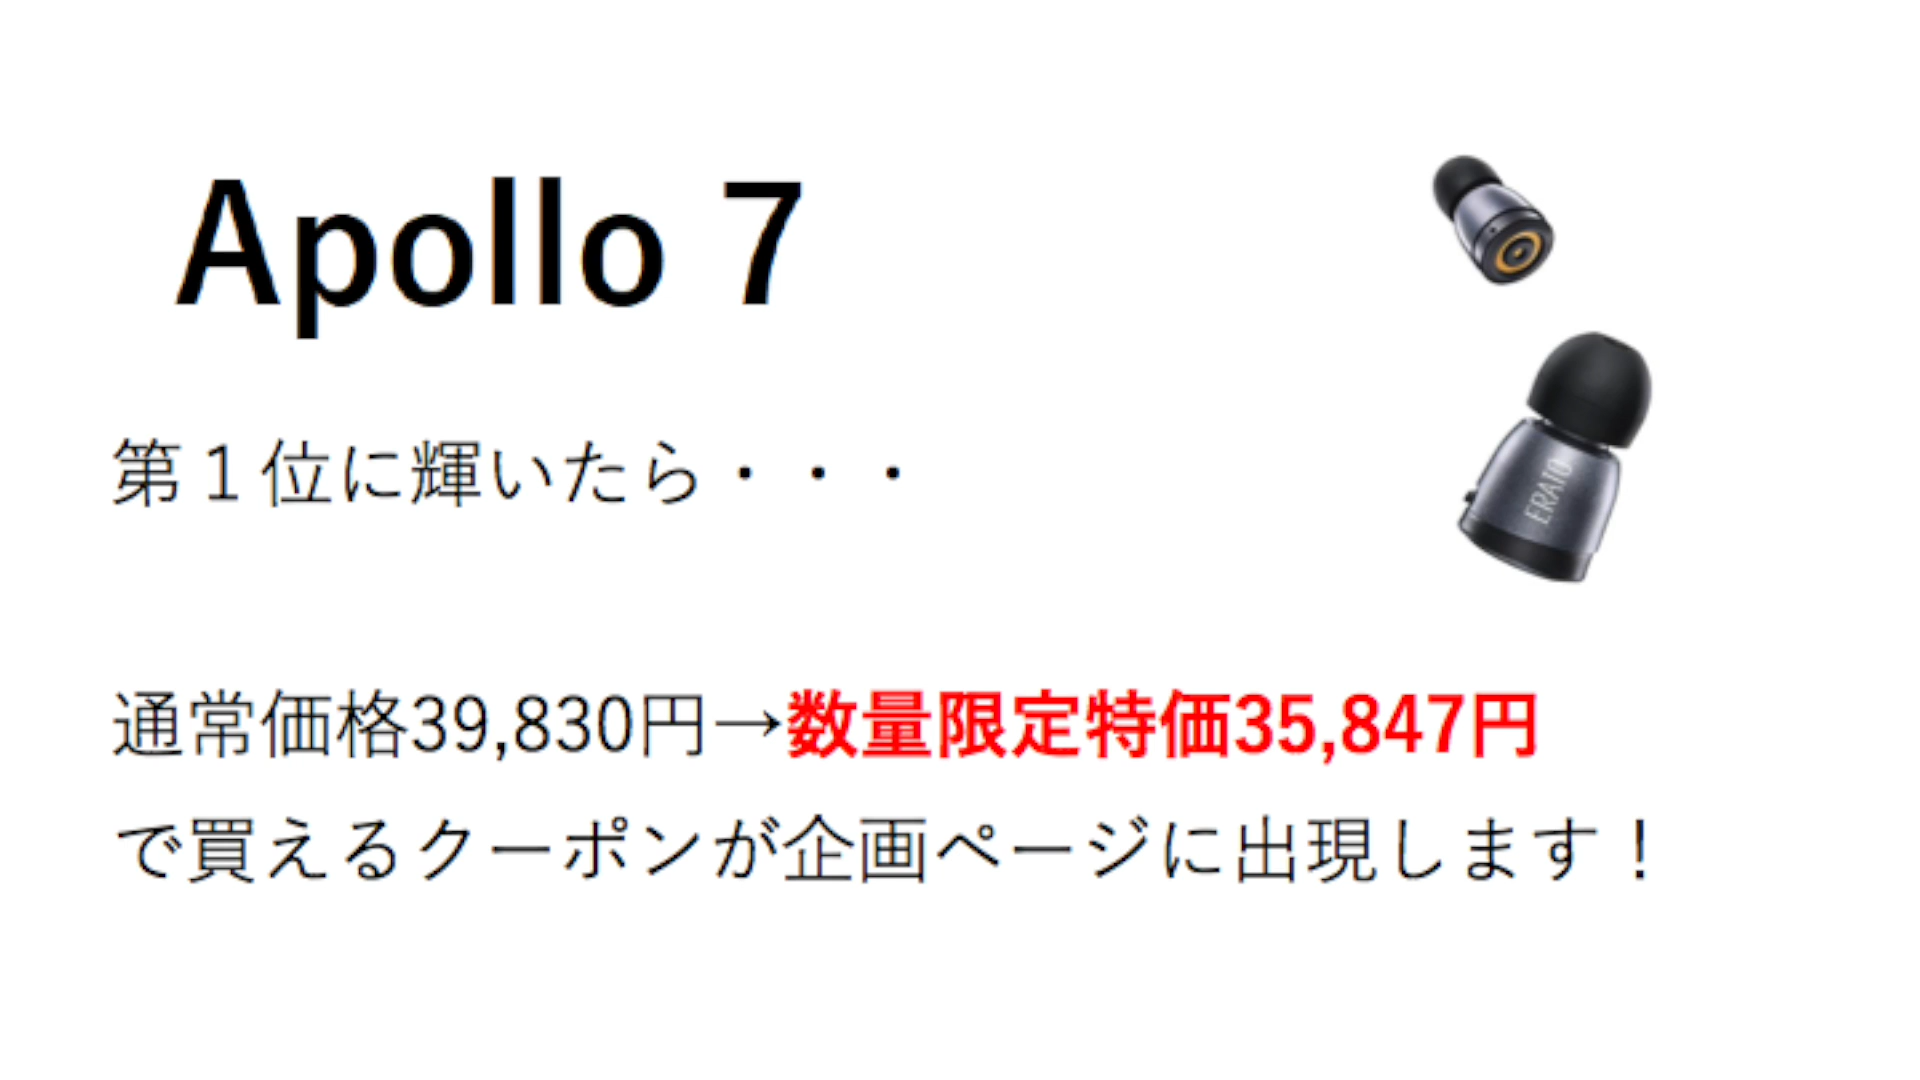 Apollo 7
第１位に輝いたら・・・
ERATO
通常価格39,830円→数量限定特価35,847円
で買えるクーポンが企画ページに出現します！